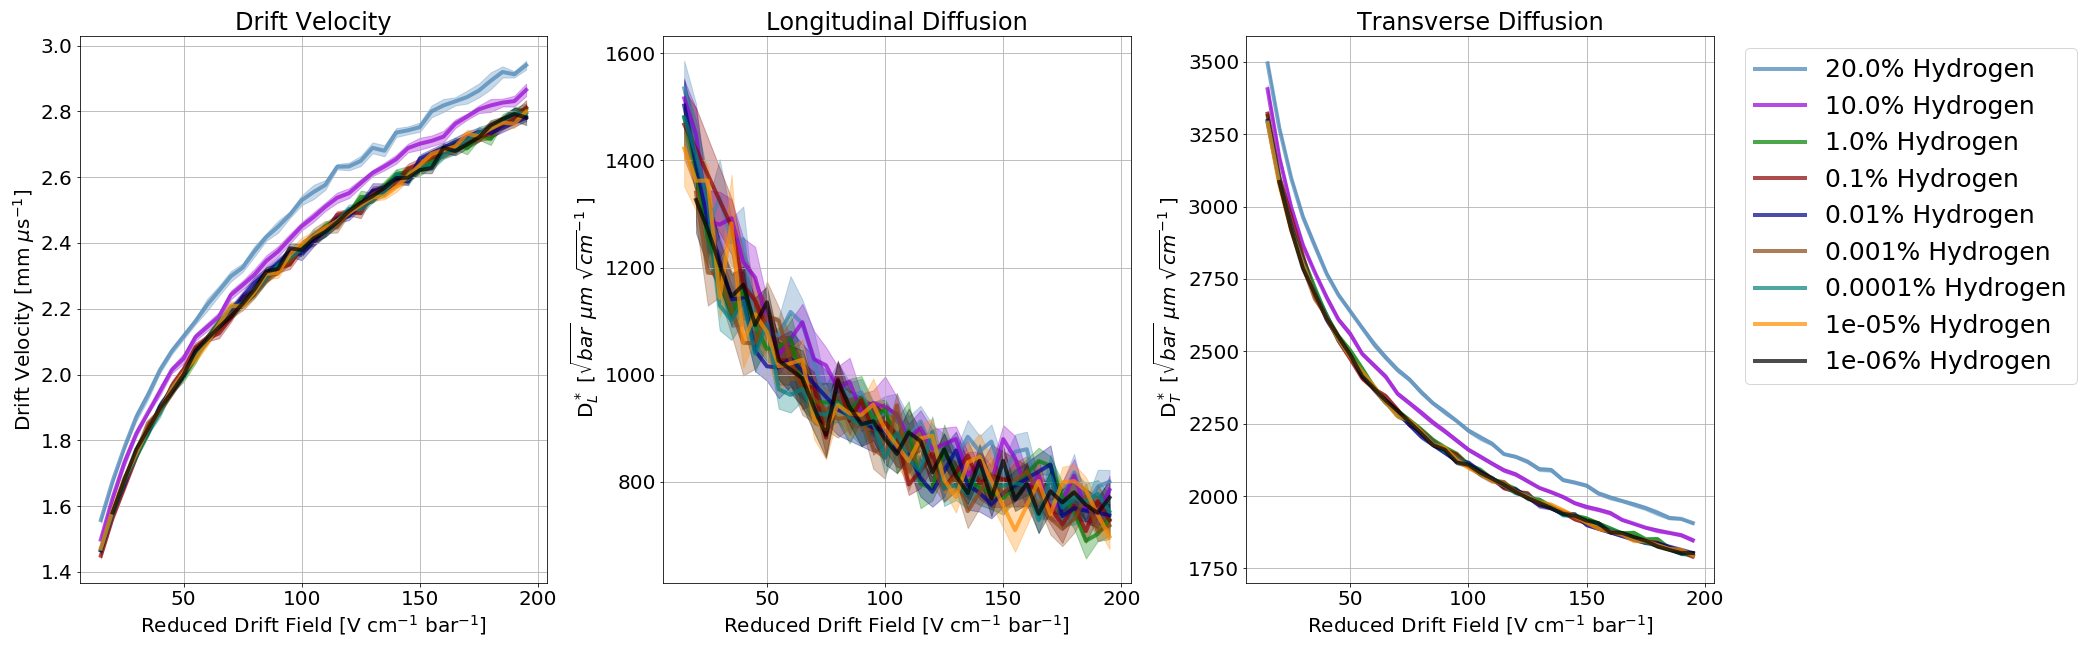 Drift Velocity
Longitudinal Diffusion
Transverse Diffusion
Drift Velocity [mm μs⁻¹]
3.0
2.8
2.6
2.4
2.2
2.0
1.8
1.6
1.4
50 100 150 200
Reduced Drift Field [V cm⁻¹ bar⁻¹]
D*_L [√bar μm √cm⁻¹ ]
1600
1400
1200
1000
800
50 100 150 200
Reduced Drift Field [V cm⁻¹ bar⁻¹]
D*_T [√bar μm √cm⁻¹ ]
3500
3250
3000
2750
2500
2250
2000
1750
50 100 150 200
Reduced Drift Field [V cm⁻¹ bar⁻¹]
20.0% Hydrogen
10.0% Hydrogen
1.0% Hydrogen
0.1% Hydrogen
0.01% Hydrogen
0.001% Hydrogen
0.0001% Hydrogen
1e-05% Hydrogen
1e-06% Hydrogen